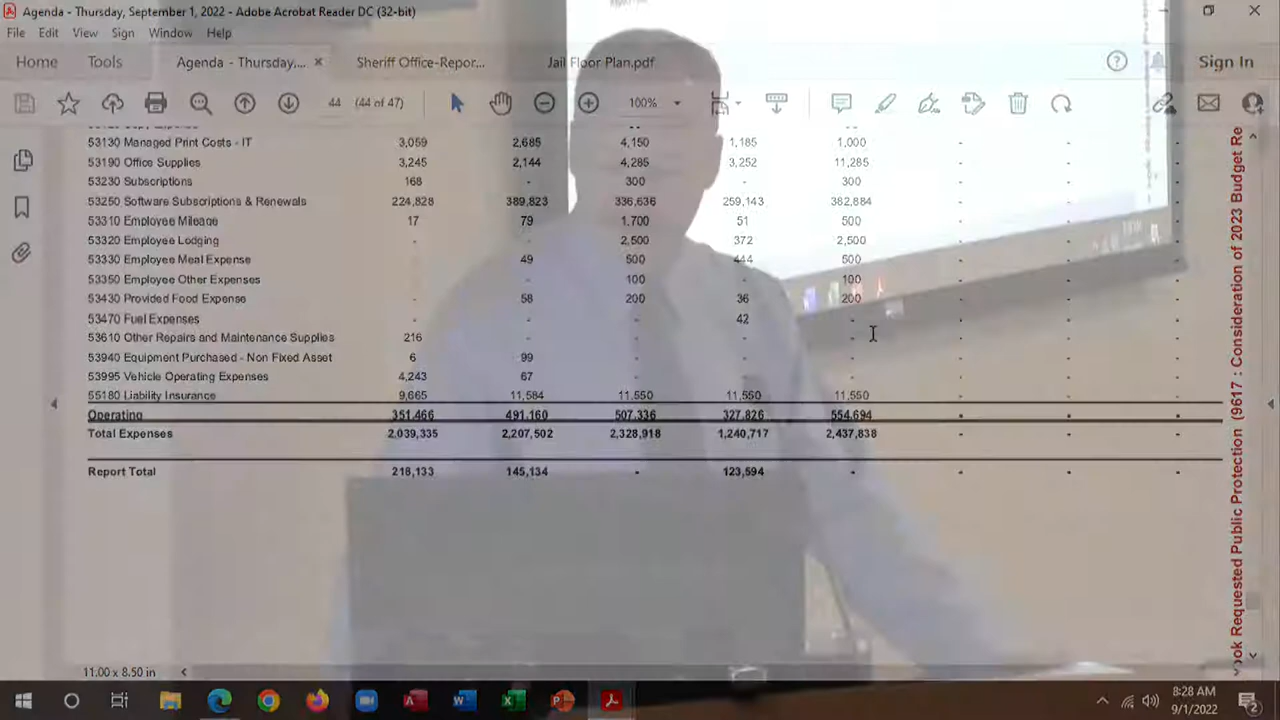 Agenda - Thursday, September 1, 2022 - Adobe Acrobat Reader DC (32-bit)
File Edit View Sign Window Help
Home Tools Agenda - Thursday,... × Sheriff Office-Repor... Jail Floor Plan.pdf Sign In
44 (44 of 47) 100%
53130 Managed Print Costs - IT 3,059 2,685 4,150 1,185 1,000 - - -
53190 Office Supplies 3,245 2,144 4,285 3,252 11,285 - - -
53230 Subscriptions 168 - 300 - 300 - - -
53250 Software Subscriptions & Renewals 224,828 389,823 336,636 259,143 382,884 - - -
53310 Employee Mileage 17 79 1,700 51 500 - - -
53320 Employee Lodging - - 2,500 372 2,500 - - -
53330 Employee Meal Expense - 49 500 444 500 - - -
53350 Employee Other Expenses - - 100 - 100 - - -
53430 Provided Food Expense - 58 200 36 200 - - -
53470 Fuel Expenses - - - 42 - - - -
53610 Other Repairs and Maintenance Supplies 216 - - - - - - -
53940 Equipment Purchased - Non Fixed Asset 6 99 - - - - - -
53995 Vehicle Operating Expenses 4,243 67 - - - - - -
55180 Liability Insurance 9,665 11,584 11,550 11,550 11,550 - - -
Operating 351,466 491,160 507,336 327,826 554,694 - - -
Total Expenses 2,039,335 2,207,502 2,328,918 1,240,717 2,437,838 - - -
Report Total 218,133 145,134 - 123,594 - - - -
ook Requested Public Protection (9617 : Consideration of 2023 Budget Re
11.00 x 8.50 in
8:28 AM
9/1/2022
2